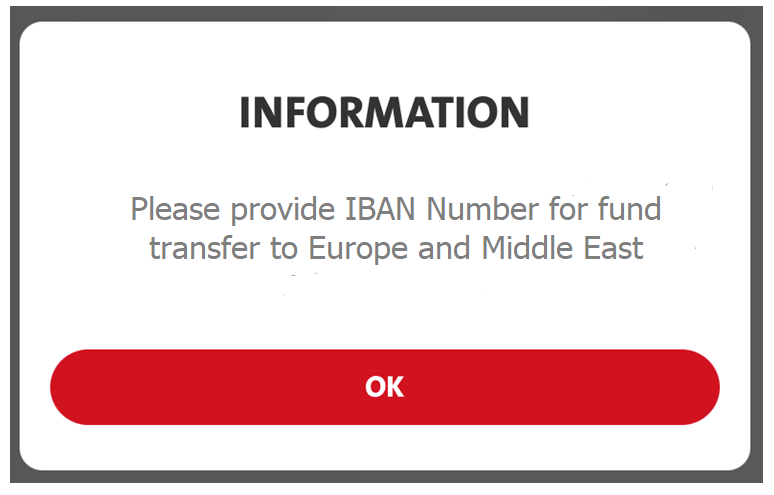 INFORMATION
Please provide IBAN Number for fund
transfer to Europe and Middle East
OK